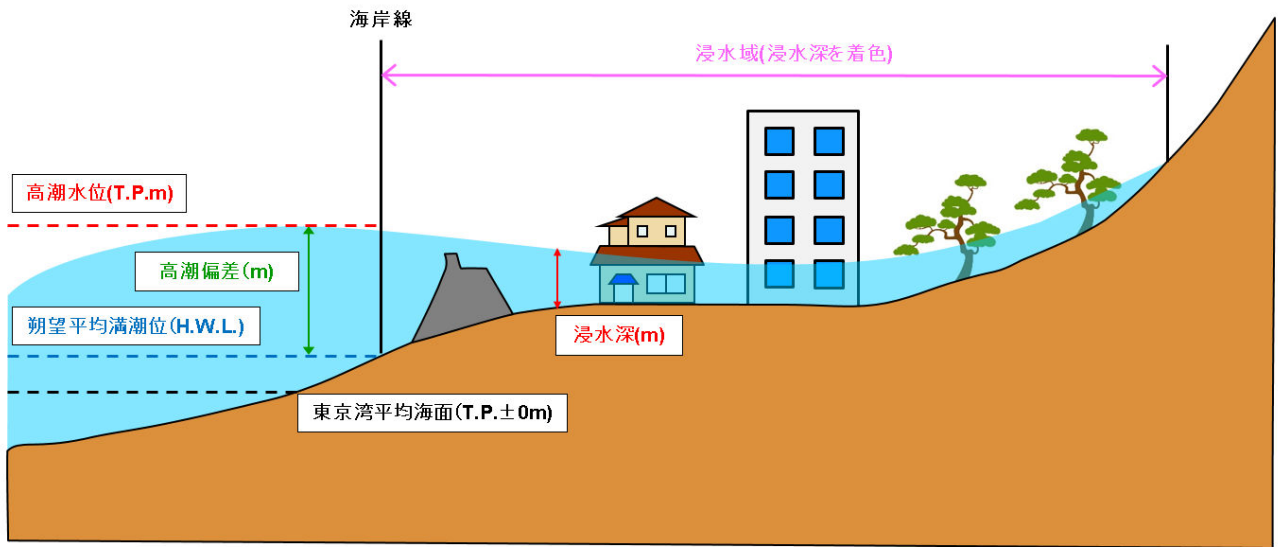 海岸線
浸水域(浸水深を着色)
高潮水位(T.P.m)
高潮偏差(m)
朔望平均満潮位(H.W.L.)
浸水深(m)
東京湾平均海面(T.P.±0m)